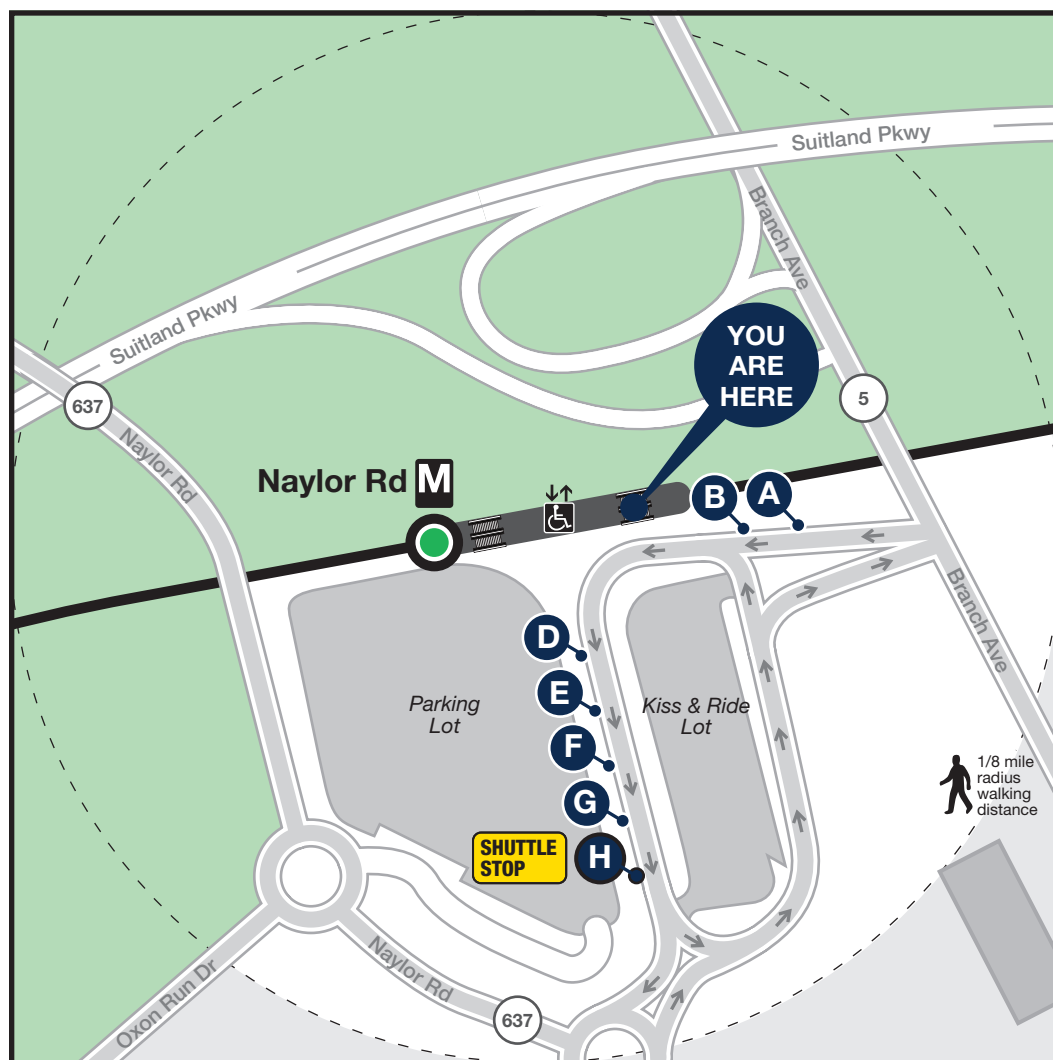 Suitland Pkwy
Branch Ave
Suitland Pkwy
YOU
ARE
HERE
637
5
Naylor Rd
Naylor Rd M
B
A
D
E
F
G
H
Parking
Lot
Kiss & Ride
Lot
Branch Ave
1/8 mile
radius
walking
distance
SHUTTLE
STOP
Naylor Rd
Oxon Run Dr
637